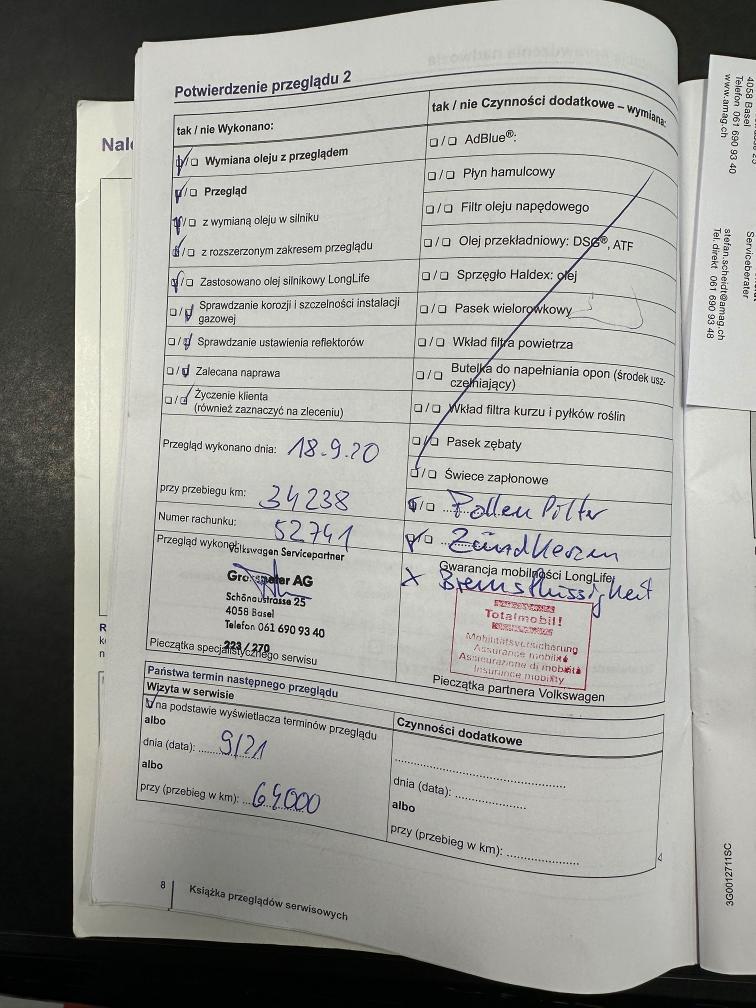 Potwierdzenie przeglądu 2
tak / nie Wykonano:
Wymiana oleju z przeglądem
Przegląd
z wymianą oleju w silniku
z rozszerzonym zakresem przeglądu
Zastosowano olej silnikowy LongLife
Sprawdzanie korozji i szczelności instalacji
gazowej
Sprawdzanie ustawienia reflektorów
Zalecana naprawa
Życzenie klienta
(również zaznaczyć na zleceniu)
Przegląd wykonano dnia: 18.9.20
przy przebiegu km: 34238
Numer rachunku: 52741
Przegląd wykonał:
Volkswagen Servicepartner
AG
Schönaustrasse 25
4058 Basel
Telefon 061 690 93 40
223 / 270
Pieczątka specjalistycznego serwisu
tak / nie Czynności dodatkowe – wymiana:
AdBlue®:
Płyn hamulcowy
Filtr oleju napędowego
Olej przekładniowy: DSG®, ATF
Sprzęgło Haldex: olej
Pasek wielorowkowy
Wkład filtra powietrza
Butelka do napełniania opon (środek usz-
czelniający)
Wkład filtra kurzu i pyłków roślin
Pasek zębaty
Świece zapłonowe
Pollen Filter
Zündkerzen
Gwarancja mobilności LongLife
x Bremsflüssigkeit
Totalmobil!
Mobilitätsversicherung
Assurance mobilité
Assicurazione di mobilità
Insurance mobility
Pieczątka partnera Volkswagen
Państwa termin następnego przeglądu
Wizyta w serwisie
na podstawie wyświetlacza terminów przeglądu
albo
dnia (data): 9/21
albo
przy (przebieg w km): 64000
Czynności dodatkowe
dnia (data):
albo
przy (przebieg w km):
8 Książka przeglądów serwisowych
4058 Basel
Telefon 061 690 93 40
www.amag.ch
Serviceberater
stefan.scheidt@amag.ch
Tel. direkt 061 690 93 48
3G0012711SC